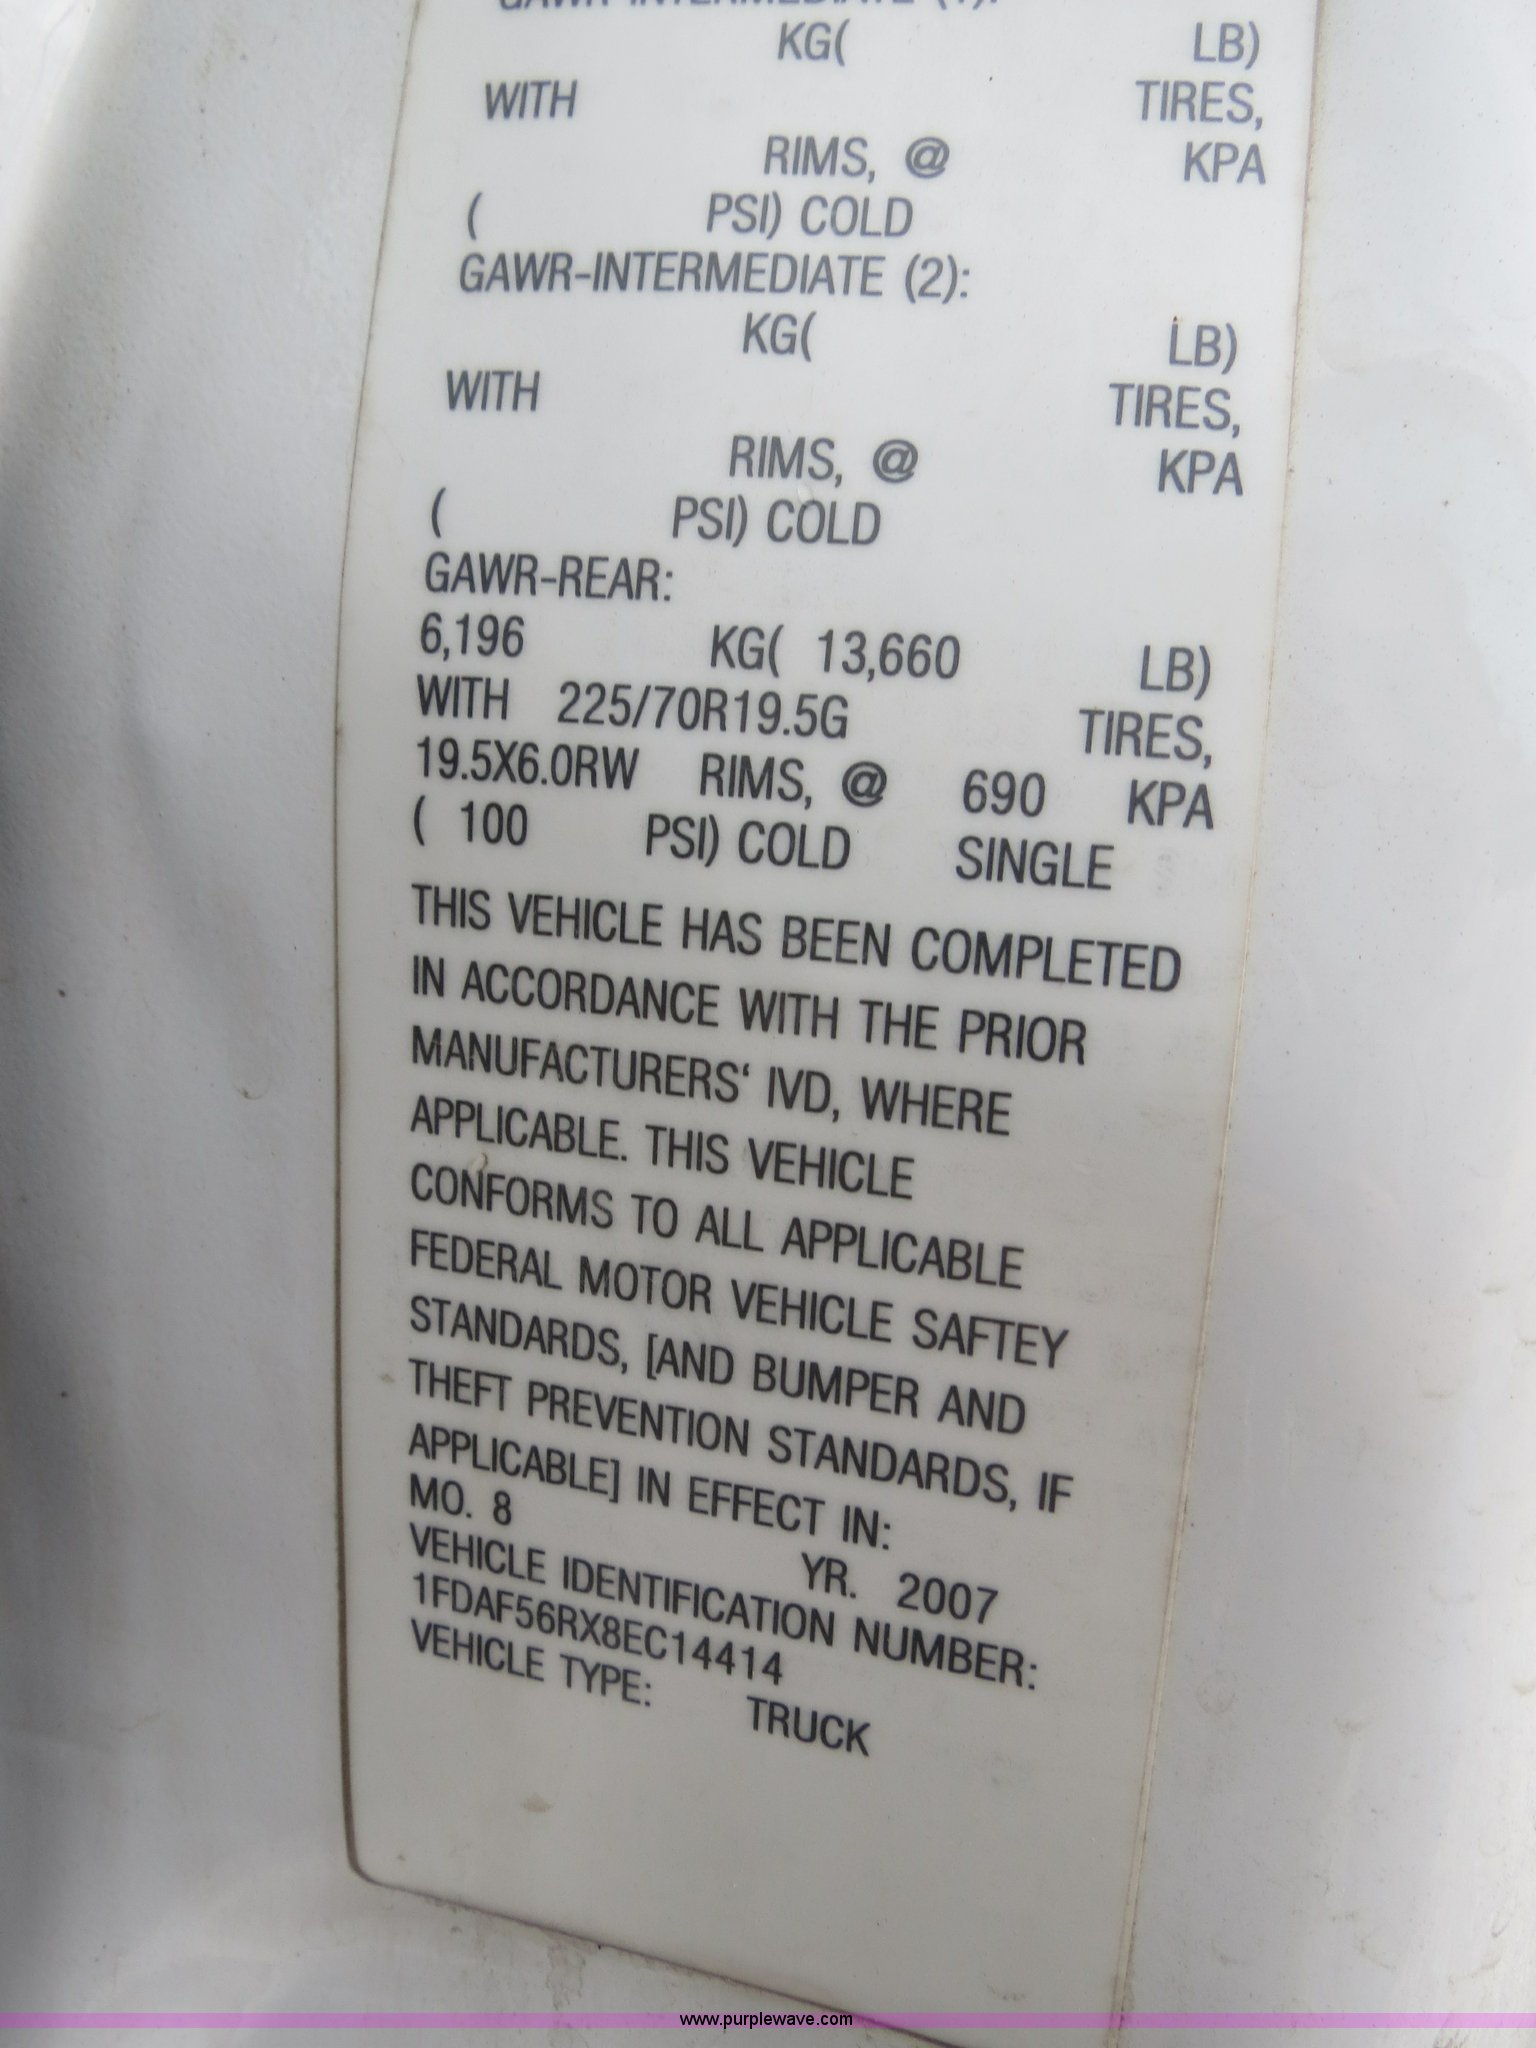 GAWR-INTERMEDIATE (1):
KG( LB)
WITH TIRES,
RIMS, @ KPA
( PSI) COLD
GAWR-INTERMEDIATE (2):
KG( LB)
WITH TIRES,
RIMS, @ KPA
( PSI) COLD
GAWR-REAR:
6,196 KG( 13,660 LB)
WITH 225/70R19.5G TIRES,
19.5X6.0RW RIMS, @ 690 KPA
( 100 PSI) COLD SINGLE
THIS VEHICLE HAS BEEN COMPLETED
IN ACCORDANCE WITH THE PRIOR
MANUFACTURERS‘ IVD, WHERE
APPLICABLE. THIS VEHICLE
CONFORMS TO ALL APPLICABLE
FEDERAL MOTOR VEHICLE SAFTEY
STANDARDS, [AND BUMPER AND
THEFT PREVENTION STANDARDS, IF
APPLICABLE] IN EFFECT IN:
MO. 8 YR. 2007
VEHICLE IDENTIFICATION NUMBER:
1FDAF56RX8EC14414
VEHICLE TYPE: TRUCK
www.purplewave.com